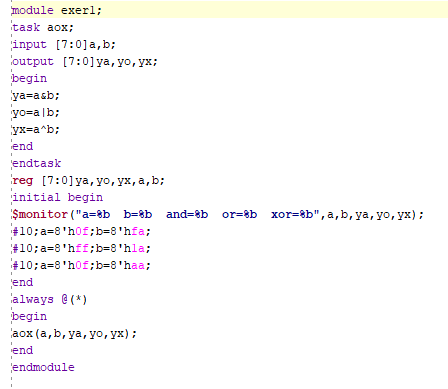 module exer1;
task aox;
input [7:0]a,b;
output [7:0]ya,yo,yx;
begin
ya=a&b;
yo=a|b;
yx=a^b;
end
endtask
reg [7:0]ya,yo,yx,a,b;
initial begin
$monitor("a=%b  b=%b  and=%b  or=%b  xor=%b",a,b,ya,yo,yx);
#10;a=8'h0f;b=8'hfa;
#10;a=8'hff;b=8'h1a;
#10;a=8'h0f;b=8'haa;
end
always @(*)
begin
aox(a,b,ya,yo,yx);
end
endmodule